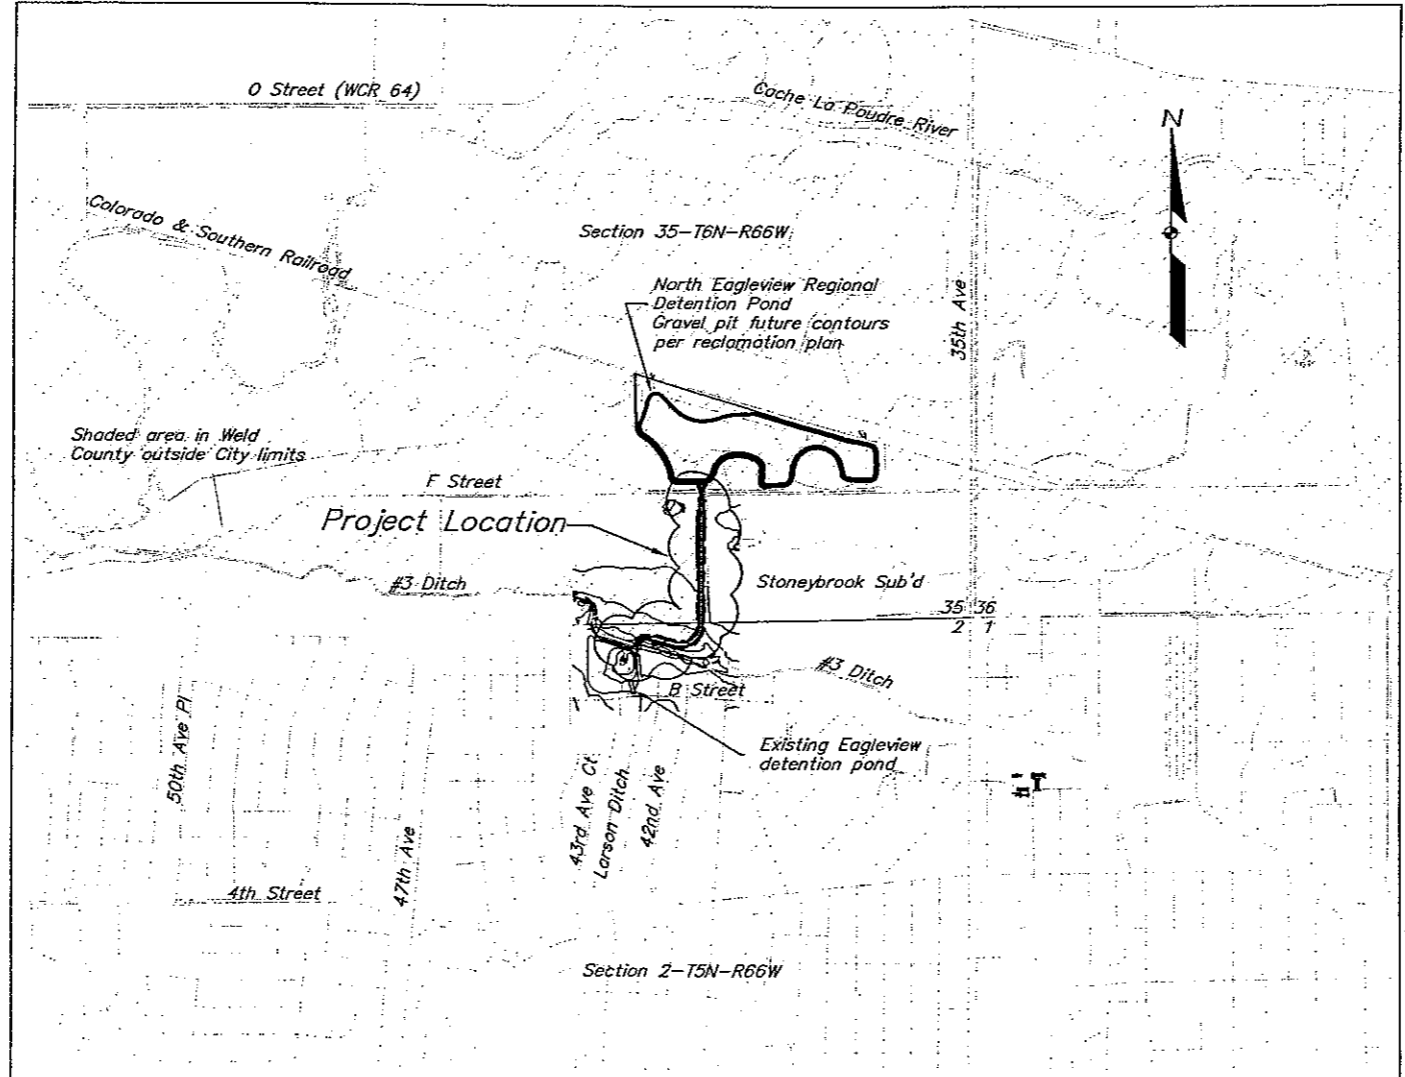 O Street (WCR 64)
Cache La Poudre River
N
Colorado & Southern Railroad
Section 35-T6N-R66W
North Eagleview Regional
Detention Pond
Gravel pit future contours
per reclamation plan
35th Ave
Shaded area in Weld
County outside City limits
F Street
Project Location
#3 Ditch
Stoneybrook Sub'd
35 36
2 1
#3 Ditch
B Street
50th Ave Pl
Existing Eagleview
detention pond
43rd Ave Ct
Larson Ditch
42nd Ave
47th Ave
4th Street
Section 2-T5N-R66W